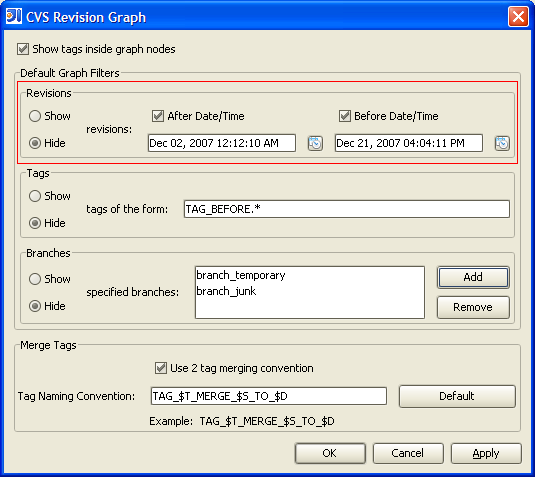 CVS Revision Graph
Show tags inside graph nodes
Default Graph Filters
Revisions
Show
After Date/Time
Before Date/Time
revisions:
Hide
Dec 02, 2007 12:12:10 AM
Dec 21, 2007 04:04:11 PM
Tags
Show
tags of the form:
TAG_BEFORE.*
Hide
Branches
Show
specified branches:
branch_temporary
branch_junk
Add
Hide
Remove
Merge Tags
Use 2 tag merging convention
Tag Naming Convention:
TAG_$T_MERGE_$S_TO_$D
Default
Example: TAG_$T_MERGE_$S_TO_$D
OK
Cancel
Apply